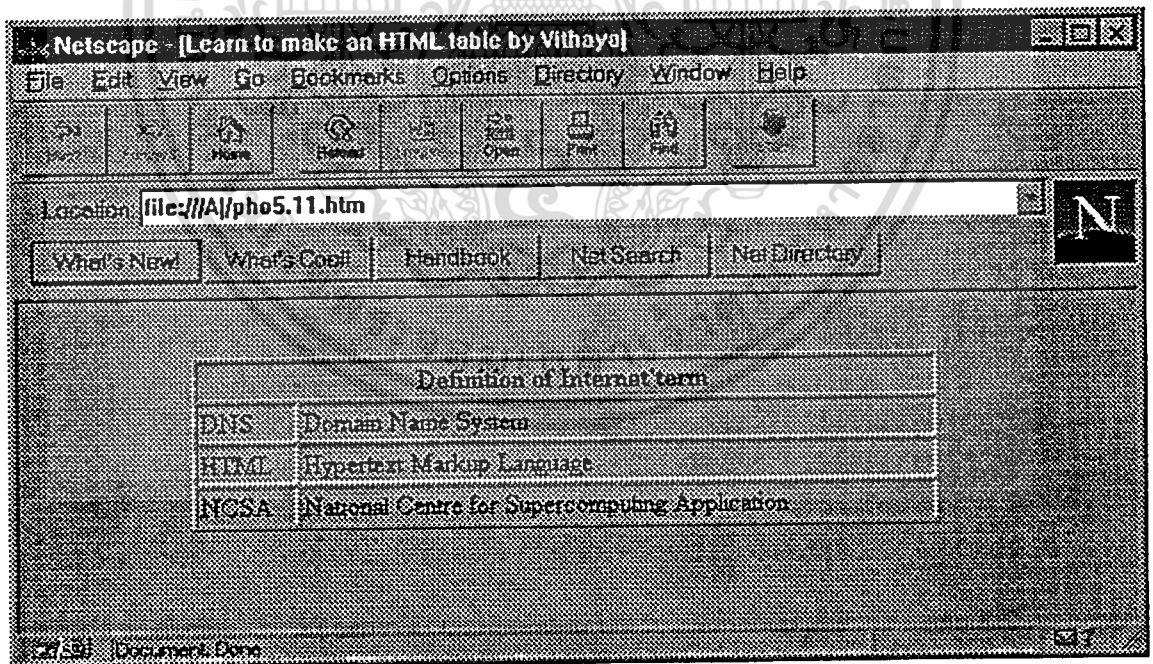 Netscape - [Learn to make an HTML table by Vithaya]
File Edit View Go Bookmarks Options Directory Window Help
Home Reload Open Print Find
Location: file:///A|/pho5.11.htm
N
What's New! What's Cool! Handbook Net Search Net Directory
Definition of Internet term
DNS Domain Name System
HTML Hypertext Markup Language
NCSA National Centre for Supercomputing Application
Document: Done